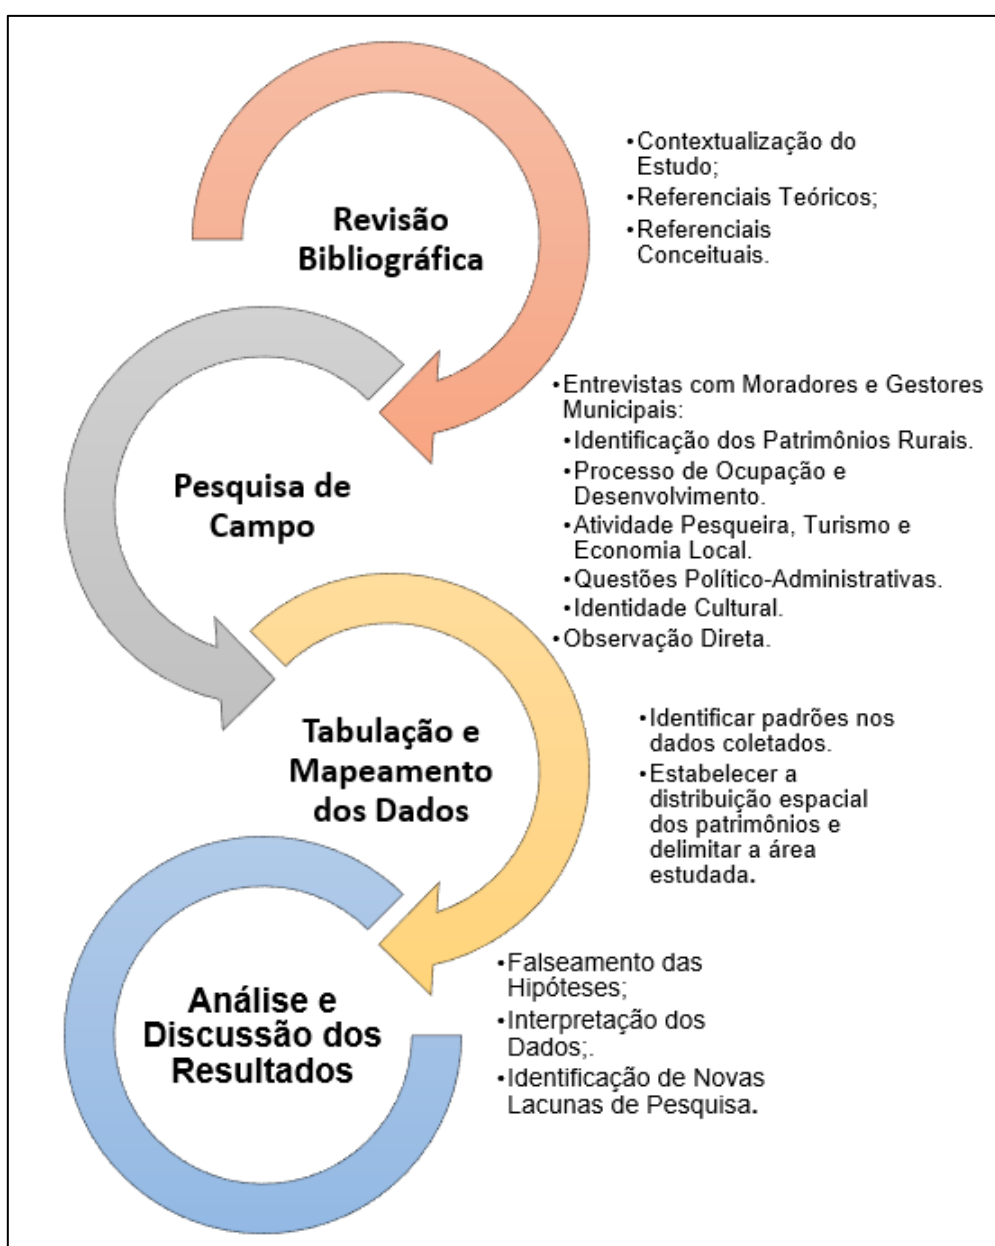 Revisão
Bibliográfica
•Contextualização do
Estudo;
•Referenciais Teóricos;
•Referenciais
Conceituais.
Pesquisa de
Campo
•Entrevistas com Moradores e Gestores
Municipais:
•Identificação dos Patrimônios Rurais.
•Processo de Ocupação e
Desenvolvimento.
•Atividade Pesqueira, Turismo e
Economia Local.
•Questões Político-Administrativas.
•Identidade Cultural.
•Observação Direta.
Tabulação e
Mapeamento
dos Dados
•Identificar padrões nos
dados coletados.
•Estabelecer a
distribuição espacial
dos patrimônios e
delimitar a área
estudada.
Análise e
Discussão dos
Resultados
•Falseamento das
Hipóteses;
•Interpretação dos
Dados;.
•Identificação de Novas
Lacunas de Pesquisa.